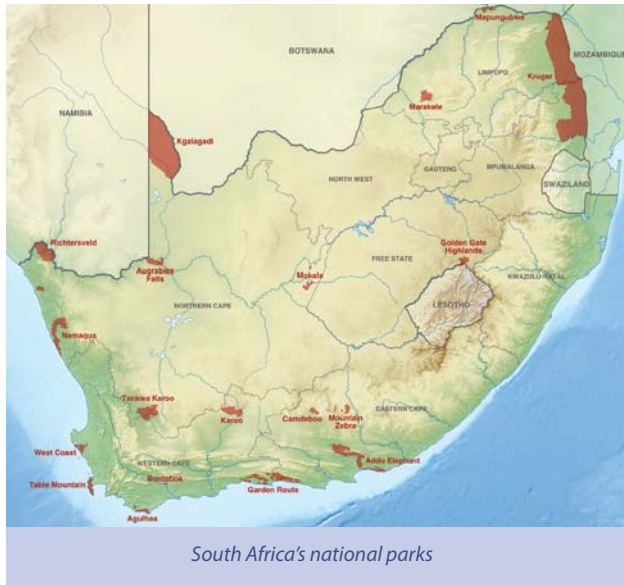 Mapungubwe
BOTSWANA
MOZAMBIQUE
LIMPOPO
Kruger
Marakele
NAMIBIA
Kgalagadi
GAUTENG
MPUMALANGA
NORTH WEST
SWAZILAND
Richtersveld
Golden Gate
Highlands
Augrabies
Falls
Mokala
FREE STATE
KWAZULU-NATAL
NORTHERN CAPE
LESOTHO
Namaqua
Tankwa Karoo
Karoo
Camdeboo
Mountain
Zebra
EASTERN CAPE
West Coast
WESTERN CAPE
Addo Elephant
Table Mountain
Bontebok
Garden Route
Agulhas
South Africa's national parks